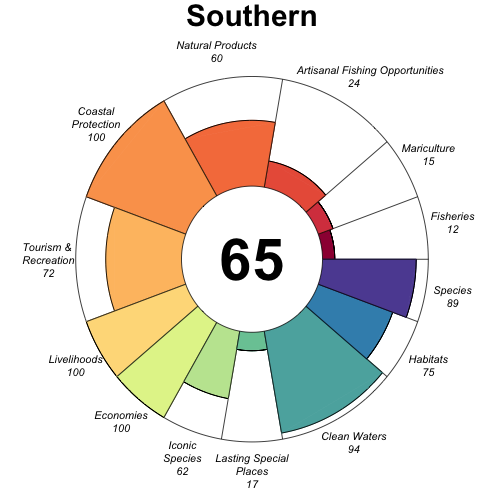 Southern
Natural Products
60
Artisanal Fishing Opportunities
24
Coastal
Protection
100
Mariculture
15
Fisheries
12
Tourism &
Recreation
72
65
Species
89
Livelihoods
100
Habitats
75
Economies
100
Clean Waters
94
Iconic
Species
62
Lasting Special
Places
17